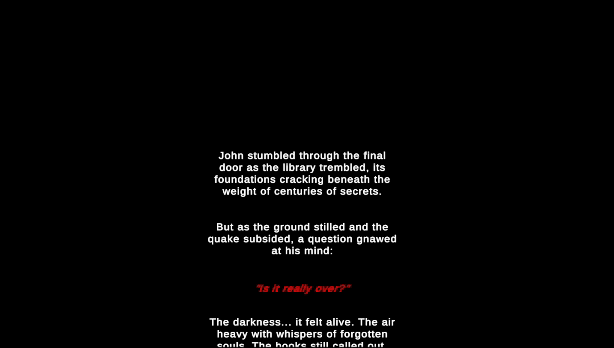 John stumbled through the final
door as the library trembled, its
foundations cracking beneath the
weight of centuries of secrets.
But as the ground stilled and the
quake subsided, a question gnawed
at his mind:
"Is it really over?"
The darkness... it felt alive. The air
heavy with whispers of forgotten
souls. The books still called out,